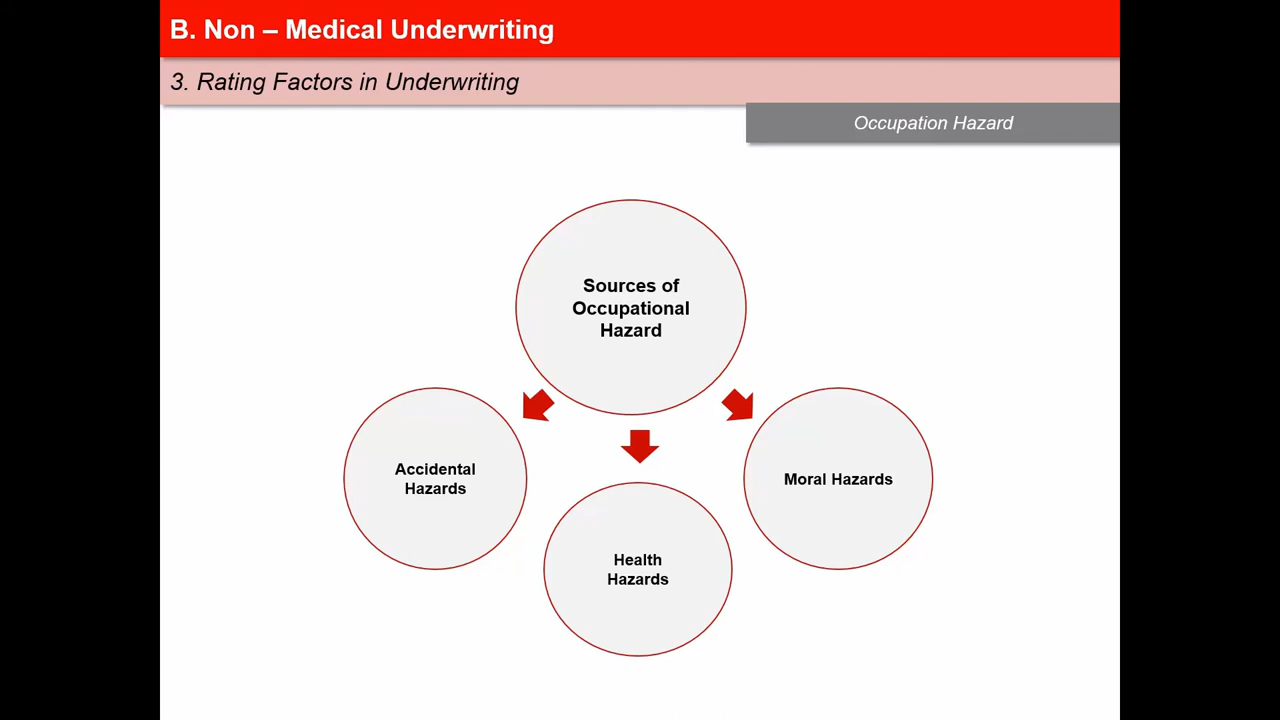 B. Non – Medical Underwriting
3. Rating Factors in Underwriting
Occupation Hazard
Sources of
Occupational
Hazard
Accidental
Hazards
Moral Hazards
Health
Hazards